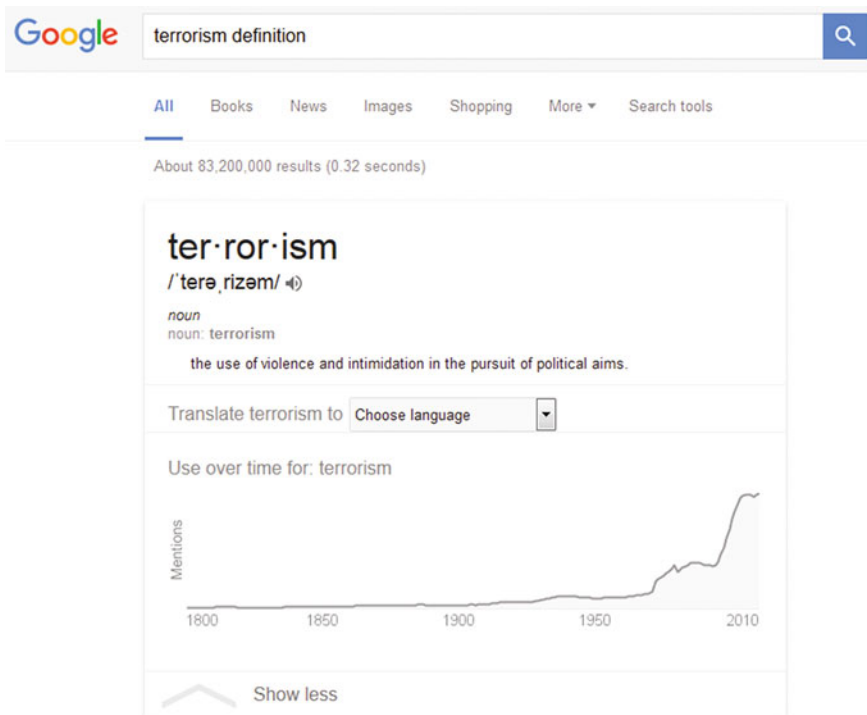 Google terrorism definition
All Books News Images Shopping More Search tools
About 83,200,000 results (0.32 seconds)
ter·ror·ism
/ˈterəˌrizəm/
noun
noun: terrorism
the use of violence and intimidation in the pursuit of political aims.
Translate terrorism to Choose language
Use over time for: terrorism
Mentions
1800 1850 1900 1950 2010
Show less